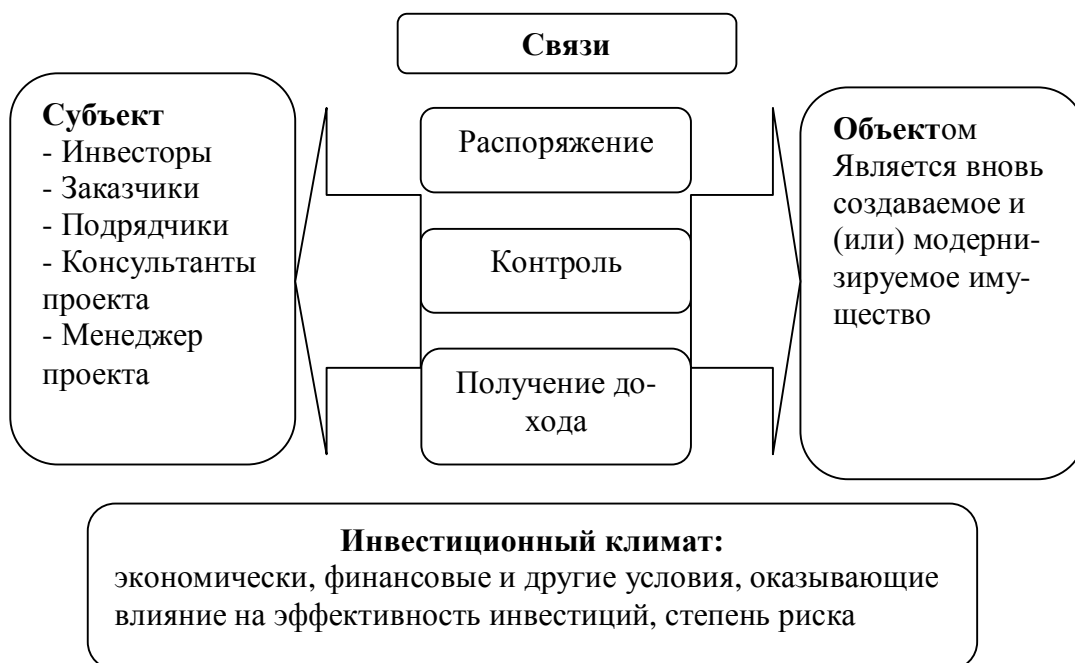 Связи
Субъект
- Инвесторы
- Заказчики
- Подрядчики
- Консультанты
проекта
- Менеджер
проекта
Распоряжение
Контроль
Получение до-
хода
Объектом
Является вновь
создаваемое и
(или) модерни-
зируемое иму-
щество
Инвестиционный климат:
экономически, финансовые и другие условия, оказывающие
влияние на эффективность инвестиций, степень риска